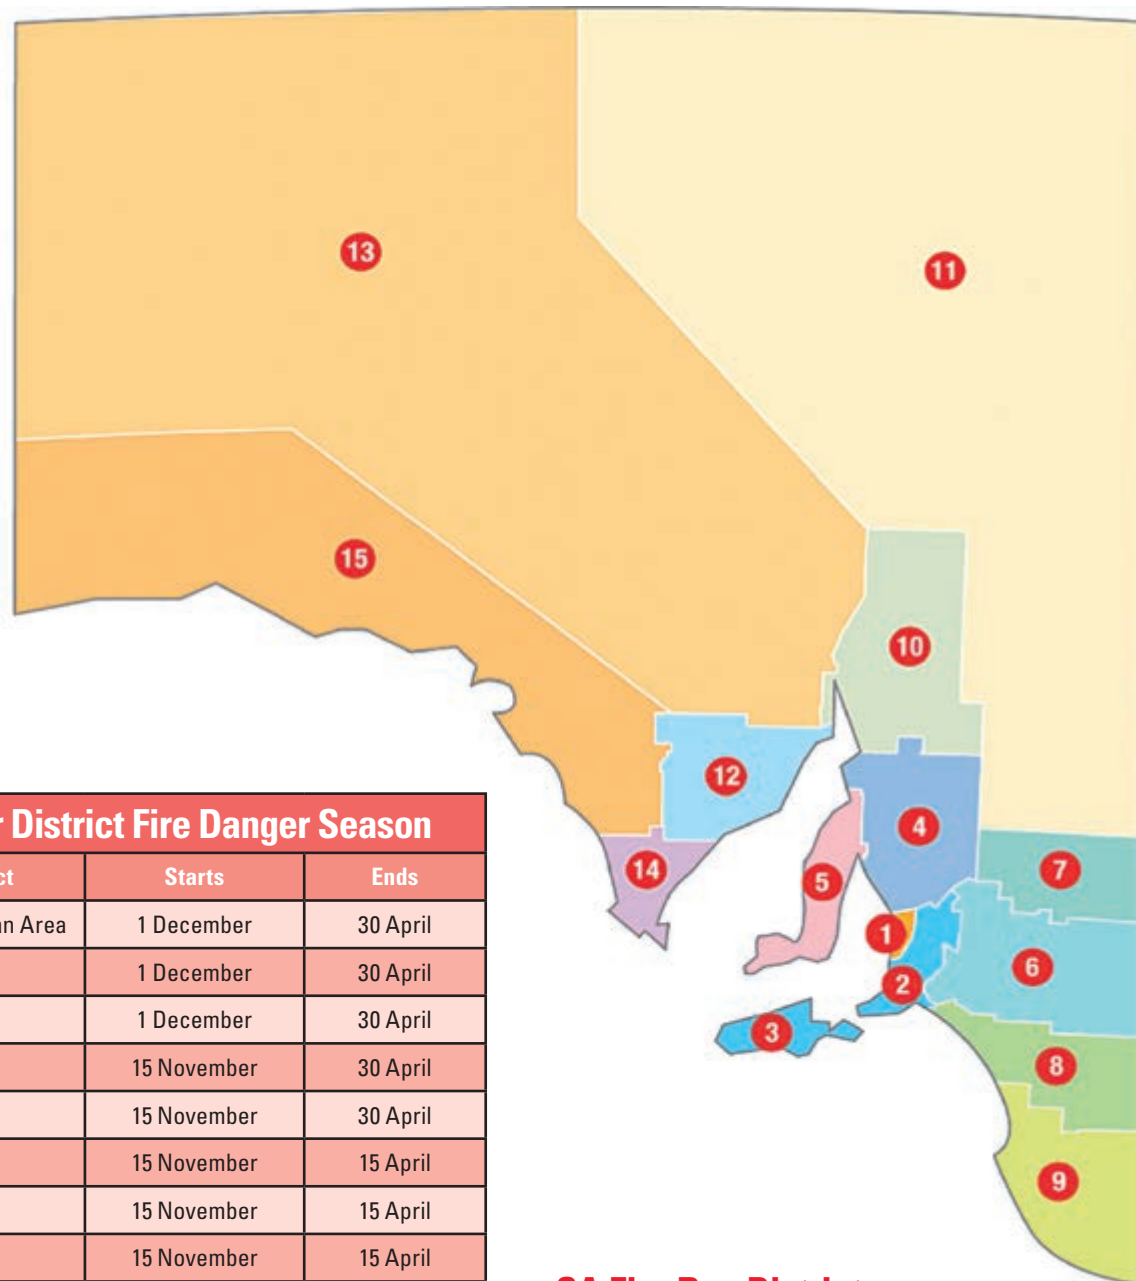 13
11
15
10
12
4
14
5
7
1
6
2
3
8
9
District Fire Danger Season
Starts Ends
Area 1 December 30 April
1 December 30 April
1 December 30 April
15 November 30 April
15 November 30 April
15 November 15 April
15 November 15 April
15 November 15 April